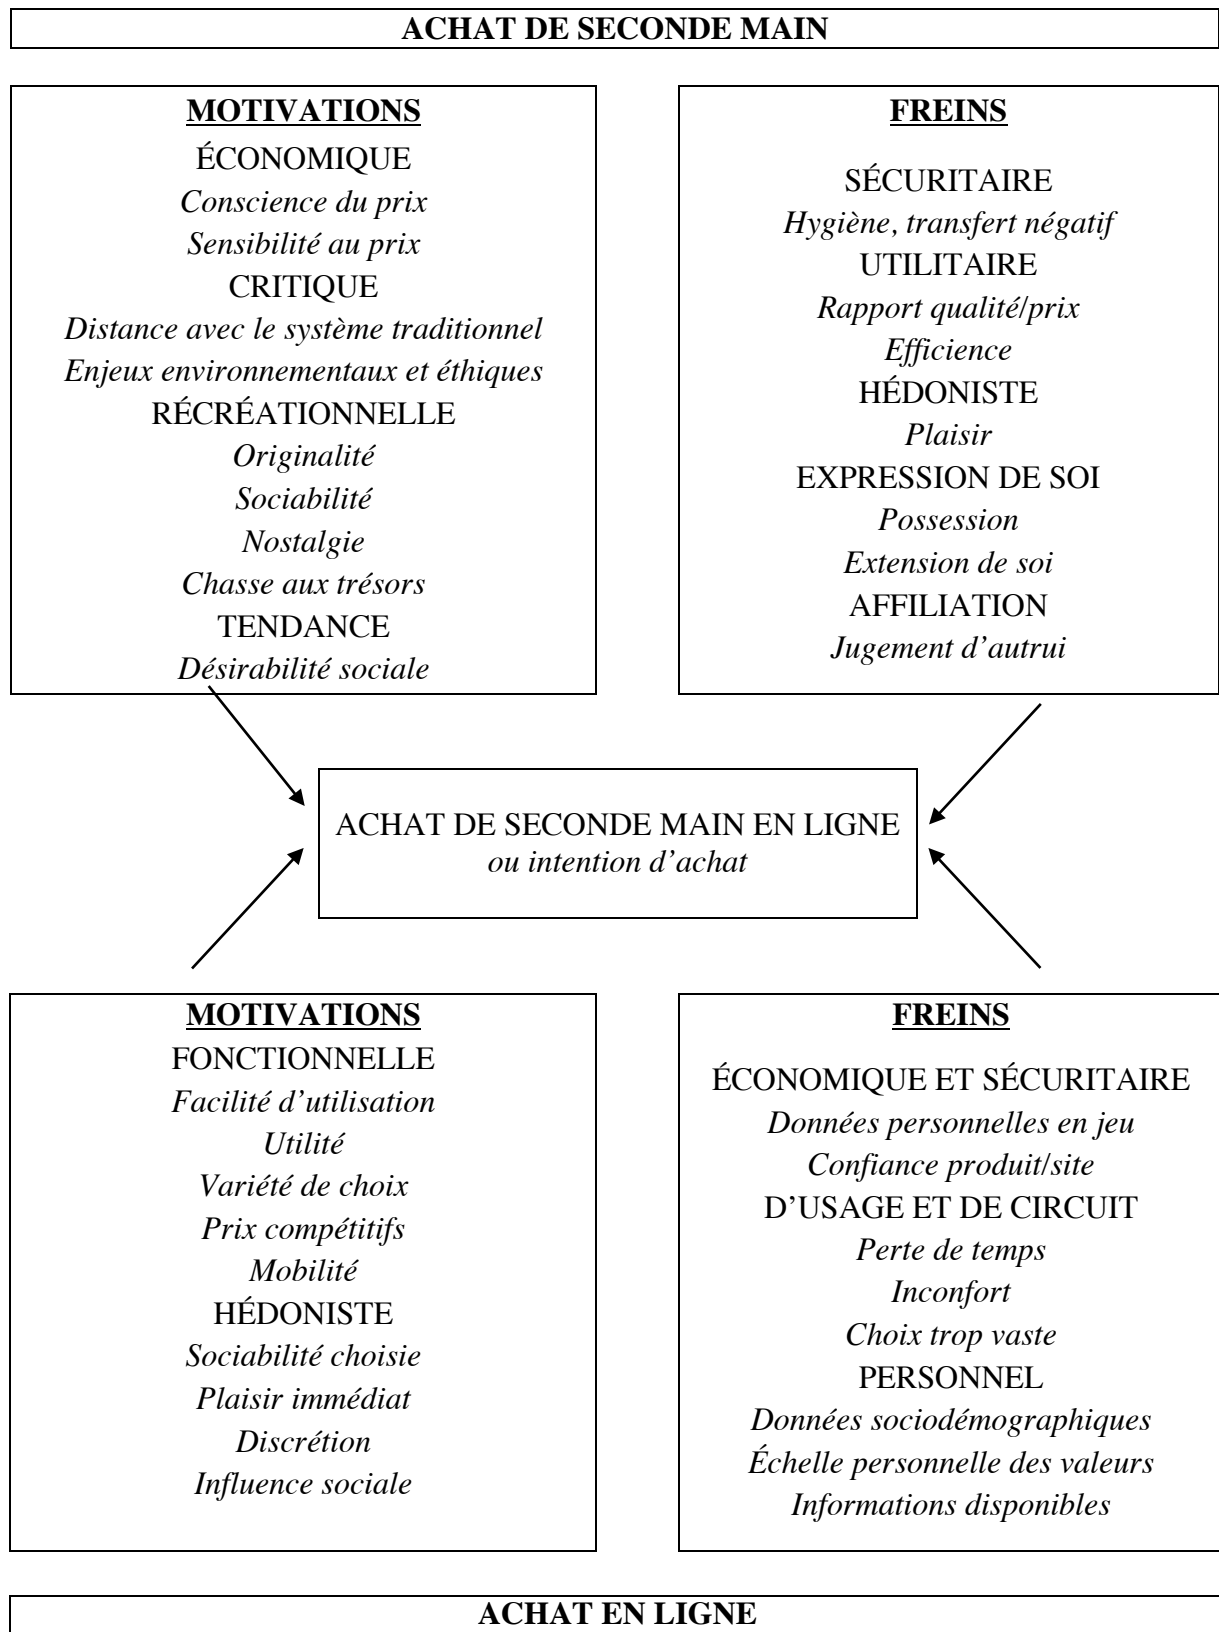 ACHAT DE SECONDE MAIN
MOTIVATIONS
ÉCONOMIQUE
Conscience du prix
Sensibilité au prix
CRITIQUE
Distance avec le système traditionnel
Enjeux environnementaux et éthiques
RÉCRÉATIONNELLE
Originalité
Sociabilité
Nostalgie
Chasse aux trésors
TENDANCE
Désirabilité sociale
FREINS
SÉCURITAIRE
Hygiène, transfert négatif
UTILITAIRE
Rapport qualité/prix
Efficience
HÉDONISTE
Plaisir
EXPRESSION DE SOI
Possession
Extension de soi
AFFILIATION
Jugement d’autrui
ACHAT DE SECONDE MAIN EN LIGNE
ou intention d’achat
MOTIVATIONS
FONCTIONNELLE
Facilité d’utilisation
Utilité
Variété de choix
Prix compétitifs
Mobilité
HÉDONISTE
Sociabilité choisie
Plaisir immédiat
Discrétion
Influence sociale
FREINS
ÉCONOMIQUE ET SÉCURITAIRE
Données personnelles en jeu
Confiance produit/site
D’USAGE ET DE CIRCUIT
Perte de temps
Inconfort
Choix trop vaste
PERSONNEL
Données sociodémographiques
Échelle personnelle des valeurs
Informations disponibles
ACHAT EN LIGNE